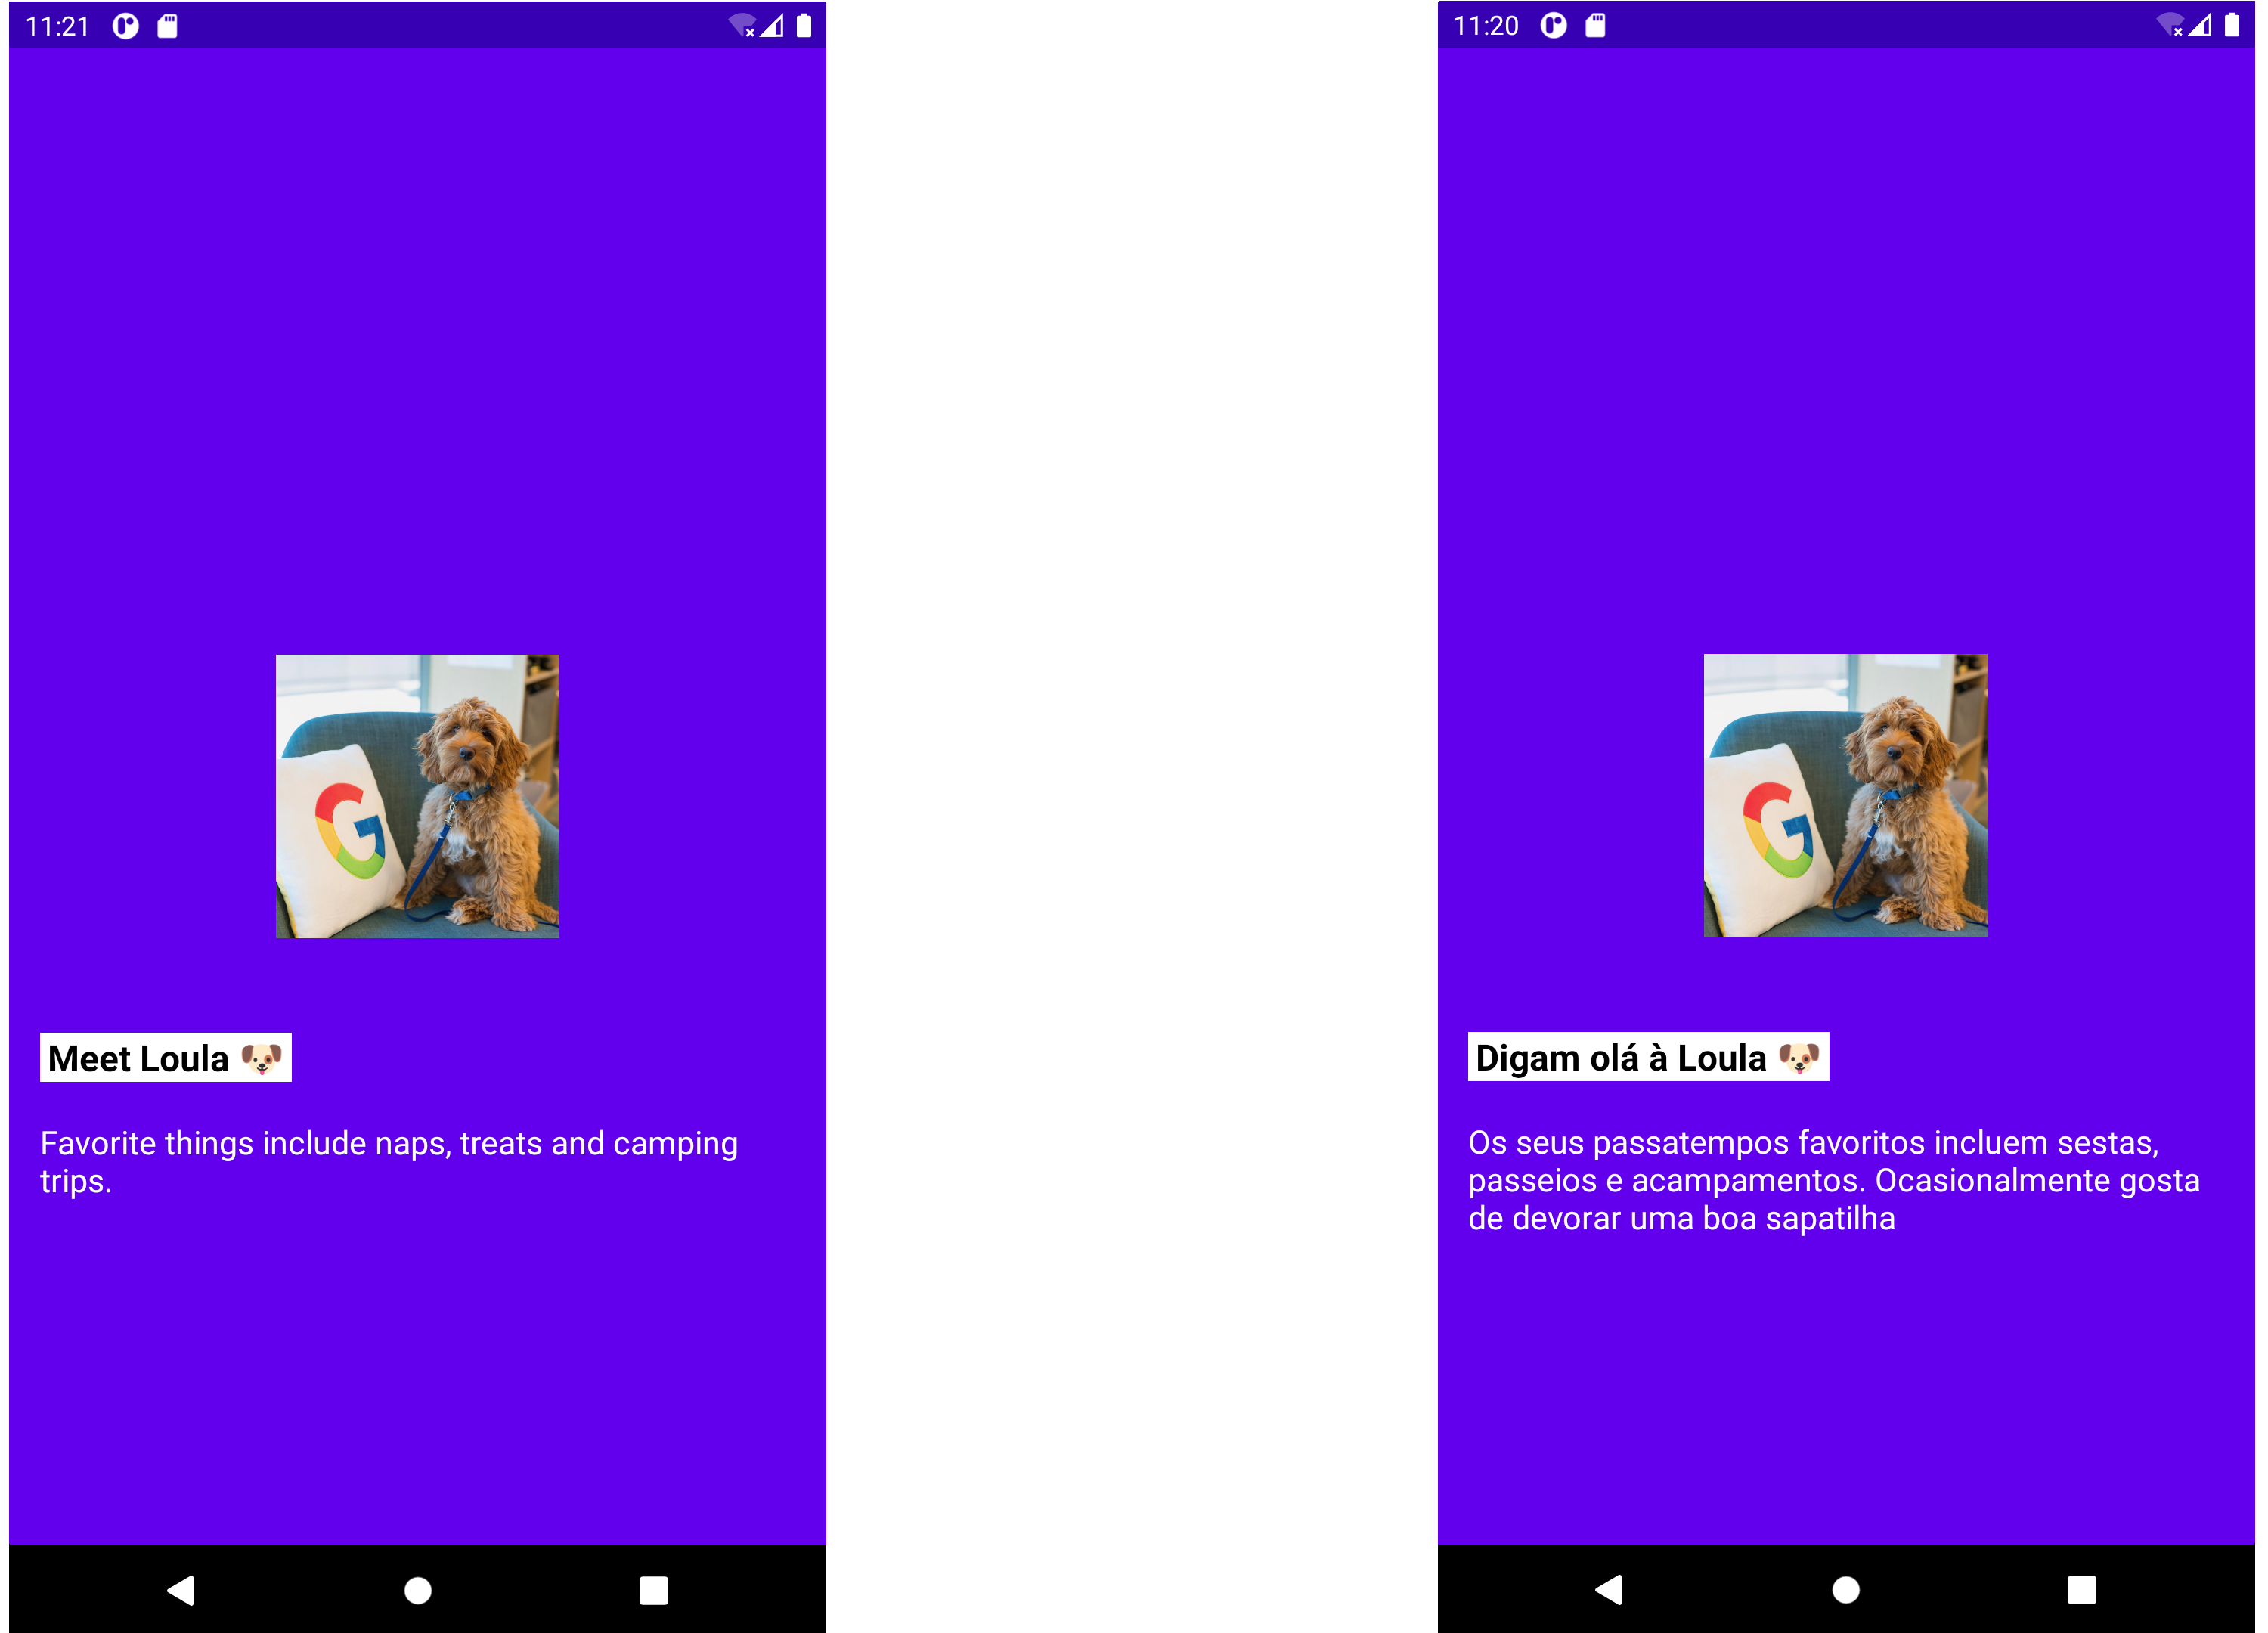 11:21
Meet Loula 🐶
Favorite things include naps, treats and camping
trips.
11:20
Digam olá à Loula 🐶
Os seus passatempos favoritos incluem sestas,
passeios e acampamentos. Ocasionalmente gosta
de devorar uma boa sapatilha